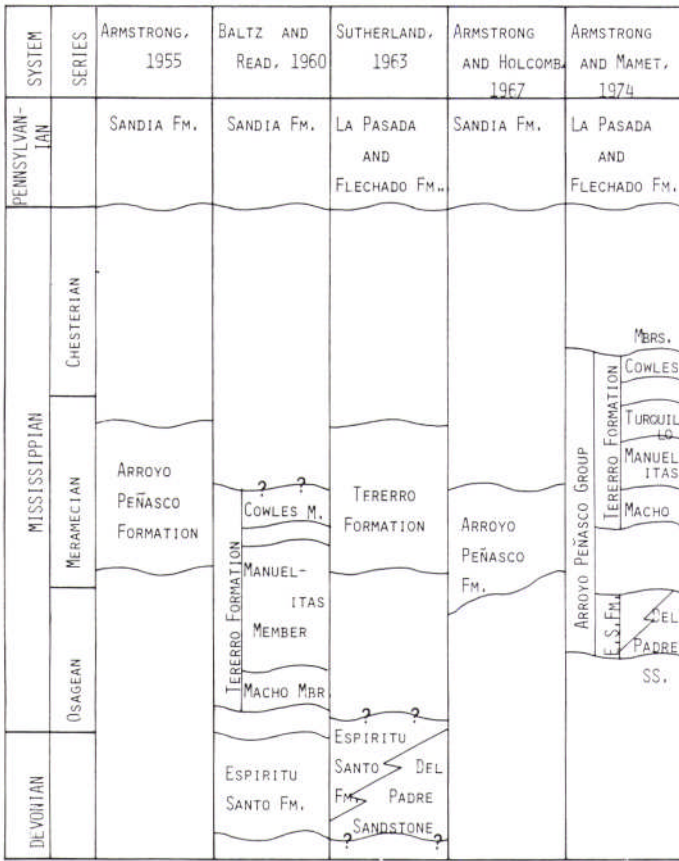 SYSTEM
SERIES
ARMSTRONG,
1955
BALTZ AND
READ, 1960
SUTHERLAND,
1963
ARMSTRONG
AND HOLCOMB,
1967
ARMSTRONG
AND MAMET,
1974
PENNSYLVAN-
IAN
SANDIA FM.
SANDIA FM.
LA PASADA
AND
FLECHADO FM..
SANDIA FM.
LA PASADA
AND
FLECHADO FM.
MISSISSIPPIAN
CHESTERIAN
MERAMECIAN
OSAGEAN
DEVONIAN
ARROYO
PEÑASCO
FORMATION
? ?
TERERRO FORMATION
COWLES M.
MANUEL-
ITAS
MEMBER
MACHO MBR
ESPIRITU
SANTO FM.
TERERRO
FORMATION
? ?
ESPIRITU
SANTO
FM.
DEL
PADRE
SANDSTONE
? ?
ARROYO
PEÑASCO
FM.
ARROYO PEÑASCO GROUP
TERERRO FORMATION
MBRS.
COWLES
TURQUIL
LO
MANUEL
ITAS
MACHO
E.S.FM.
DEL
PADRE
SS.